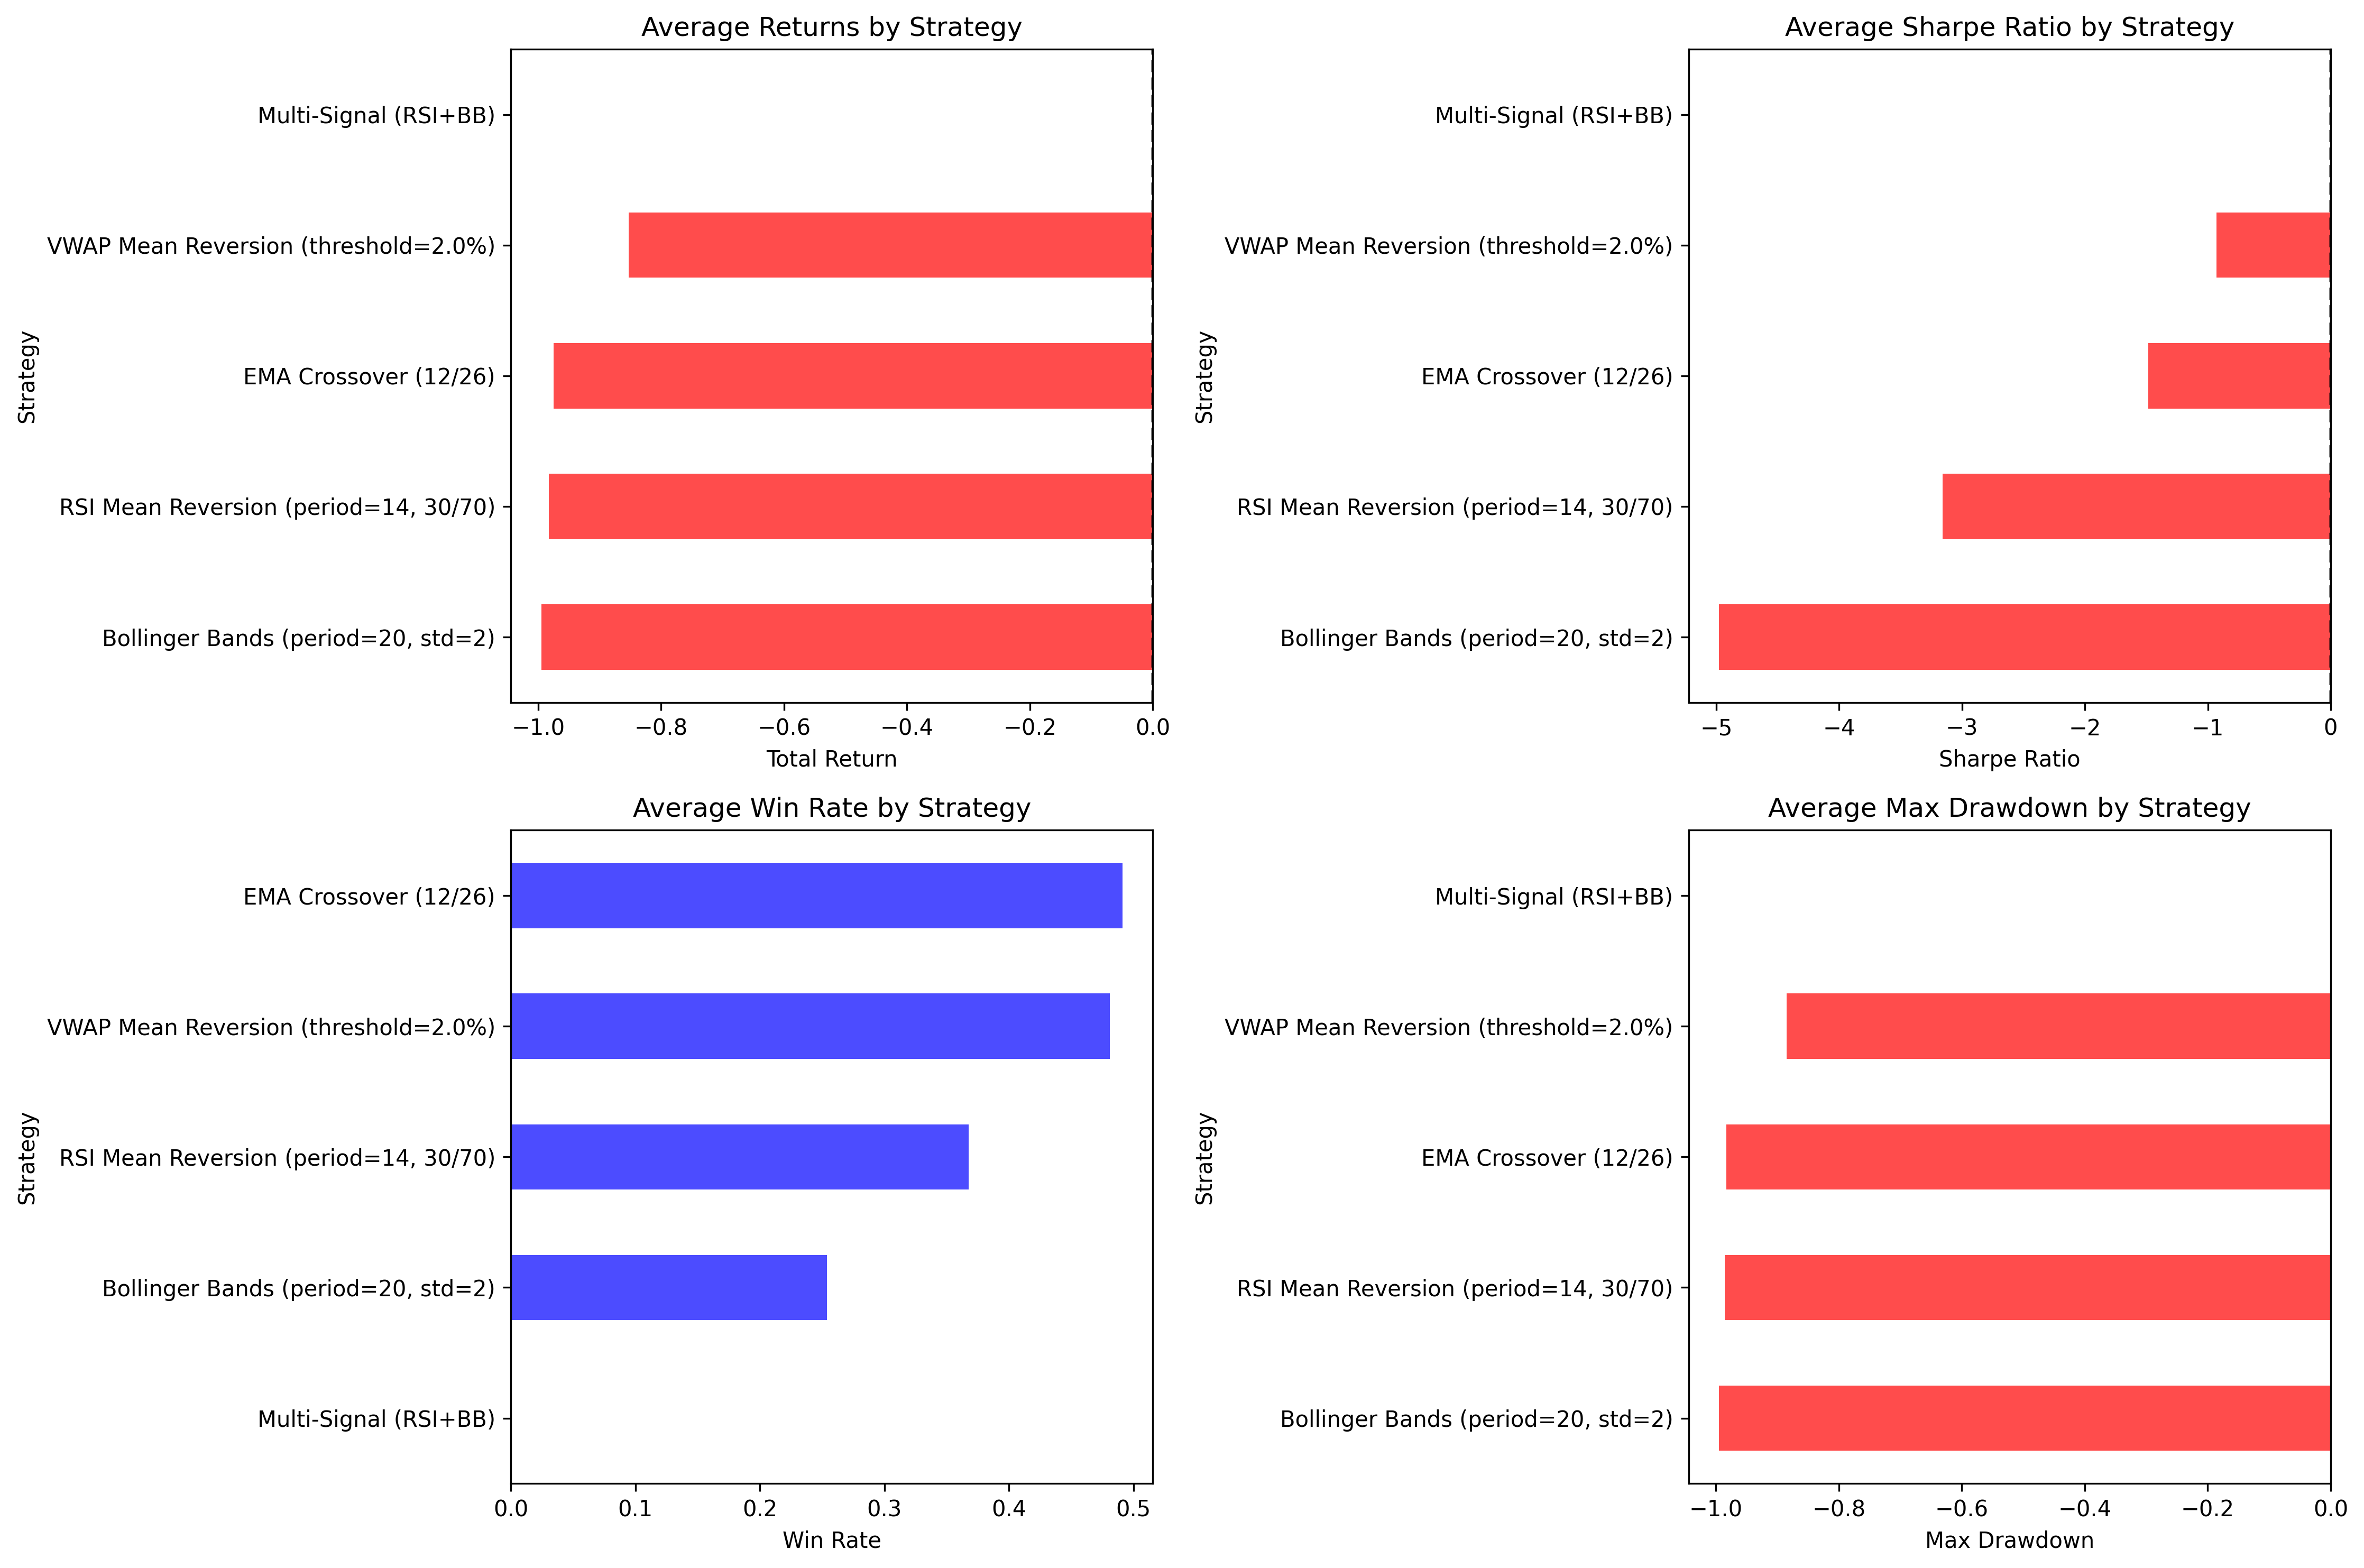 Average Returns by Strategy
Strategy
Multi-Signal (RSI+BB)
VWAP Mean Reversion (threshold=2.0%)
EMA Crossover (12/26)
RSI Mean Reversion (period=14, 30/70)
Bollinger Bands (period=20, std=2)
−1.0 −0.8 −0.6 −0.4 −0.2 0.0
Total Return
Average Sharpe Ratio by Strategy
Strategy
Multi-Signal (RSI+BB)
VWAP Mean Reversion (threshold=2.0%)
EMA Crossover (12/26)
RSI Mean Reversion (period=14, 30/70)
Bollinger Bands (period=20, std=2)
−5 −4 −3 −2 −1 0
Sharpe Ratio
Average Win Rate by Strategy
Strategy
EMA Crossover (12/26)
VWAP Mean Reversion (threshold=2.0%)
RSI Mean Reversion (period=14, 30/70)
Bollinger Bands (period=20, std=2)
Multi-Signal (RSI+BB)
0.0 0.1 0.2 0.3 0.4 0.5
Win Rate
Average Max Drawdown by Strategy
Strategy
Multi-Signal (RSI+BB)
VWAP Mean Reversion (threshold=2.0%)
EMA Crossover (12/26)
RSI Mean Reversion (period=14, 30/70)
Bollinger Bands (period=20, std=2)
−1.0 −0.8 −0.6 −0.4 −0.2 0.0
Max Drawdown